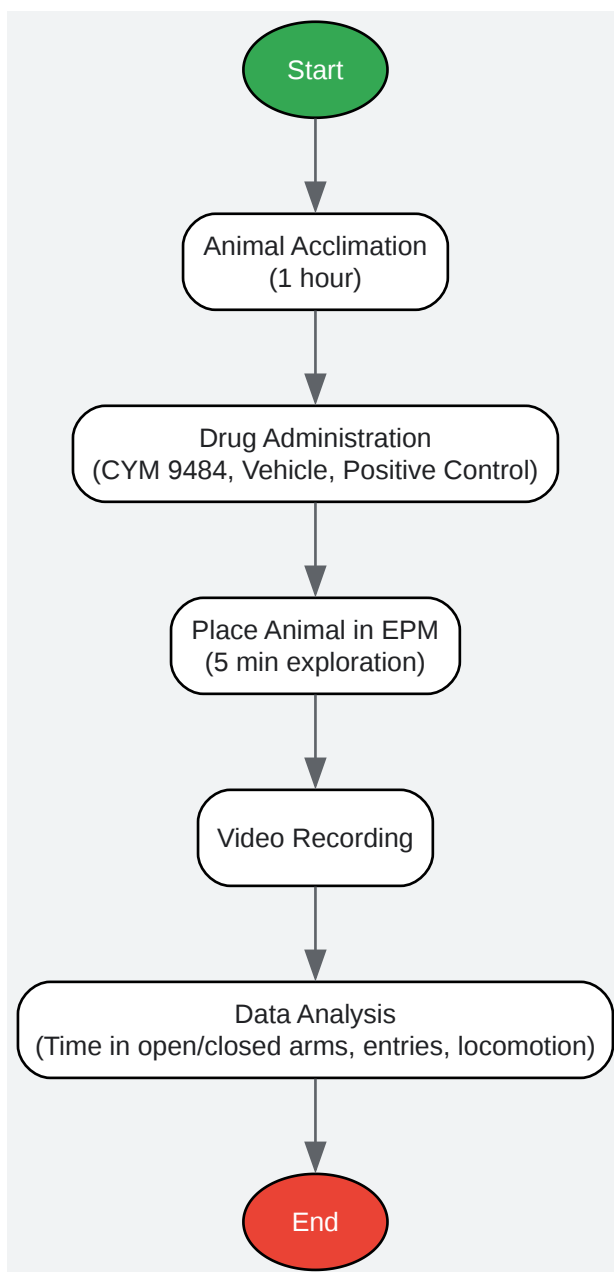 Start
Animal Acclimation
(1 hour)
Drug Administration
(CYM 9484, Vehicle, Positive Control)
Place Animal in EPM
(5 min exploration)
Video Recording
Data Analysis
(Time in open/closed arms, entries, locomotion)
End